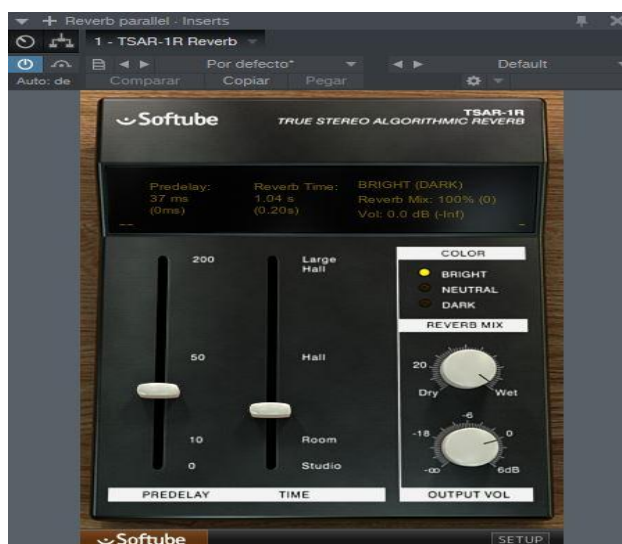 Reverb parallel - Inserts
1 - TSAR-1R Reverb
Por defecto*
Default
Auto: de
Comparar
Copiar
Pegar
Softube
TSAR-1R
TRUE STEREO ALGORITHMIC REVERB
Predelay:
37 ms
(0ms)
Reverb Time:
1.04 s
(0.20s)
BRIGHT (DARK)
Reverb Mix: 100% (0)
Vol: 0.0 dB (-Inf)
200
50
10
0
PREDELAY
Large
Hall
Hall
Room
Studio
TIME
COLOR
BRIGHT
NEUTRAL
DARK
REVERB MIX
20
Dry
Wet
-6
-18
0
-∞
6dB
OUTPUT VOL
Softube
SETUP